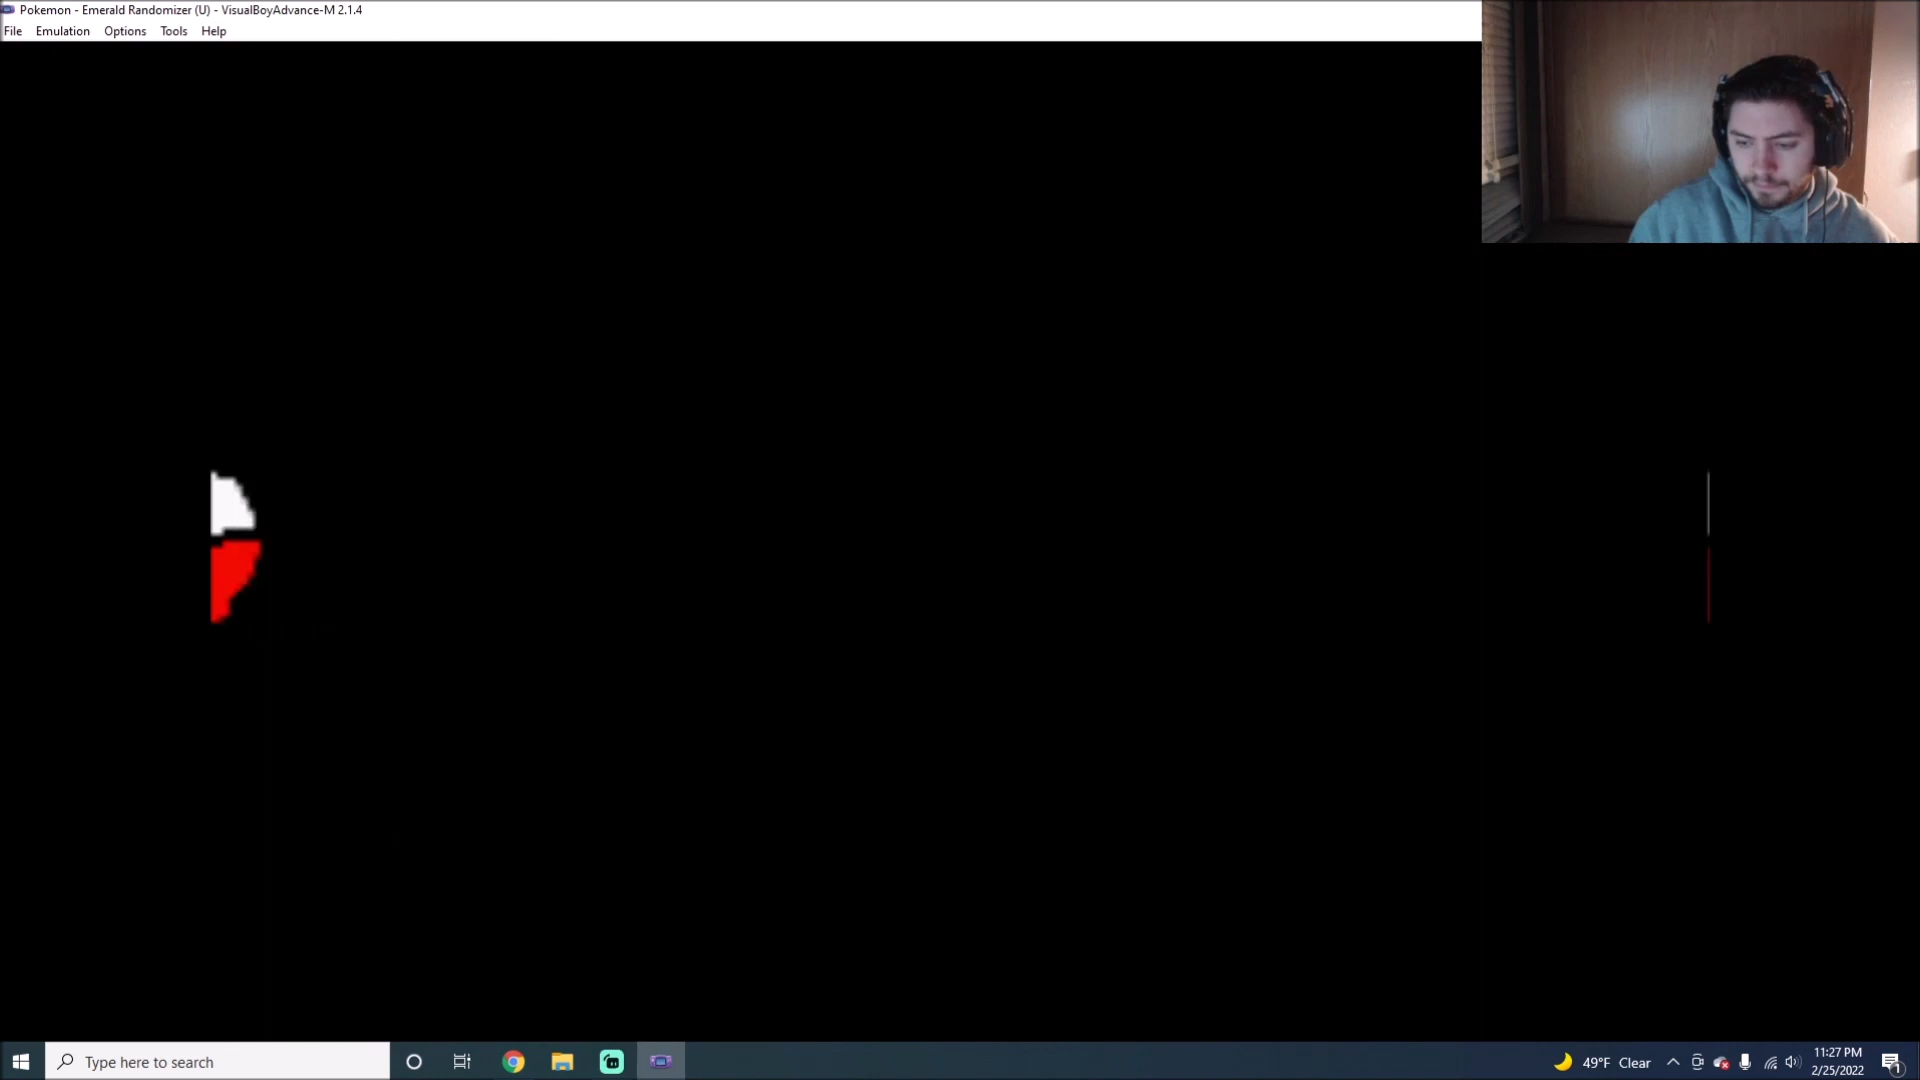 Pokemon - Emerald Randomizer (U) - VisualBoyAdvance-M 2.1.4
File Emulation Options Tools Help
Type here to search
49°F Clear
11:27 PM
2/25/2022
1